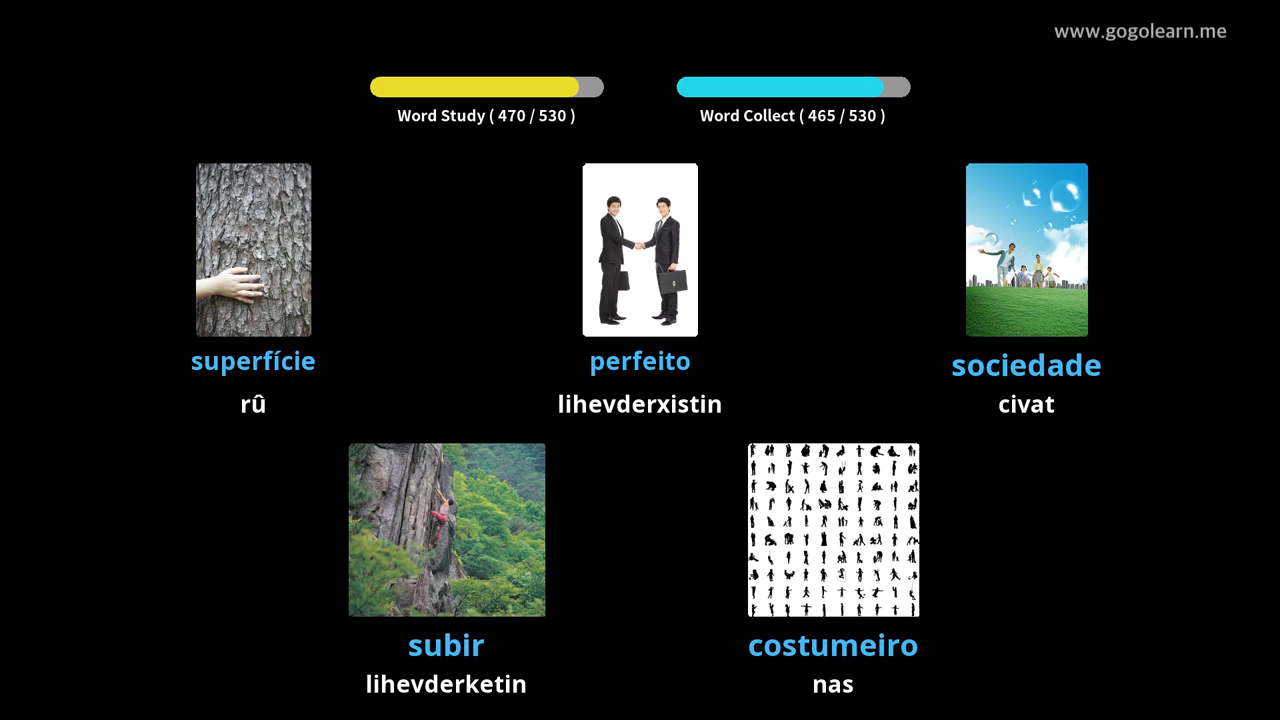 www.gogolearn.me
Word Study ( 470 / 530 )
Word Collect ( 465 / 530 )
superfície
rû
perfeito
lihevderxistin
sociedade
civat
subir
lihevderketin
costumeiro
nas